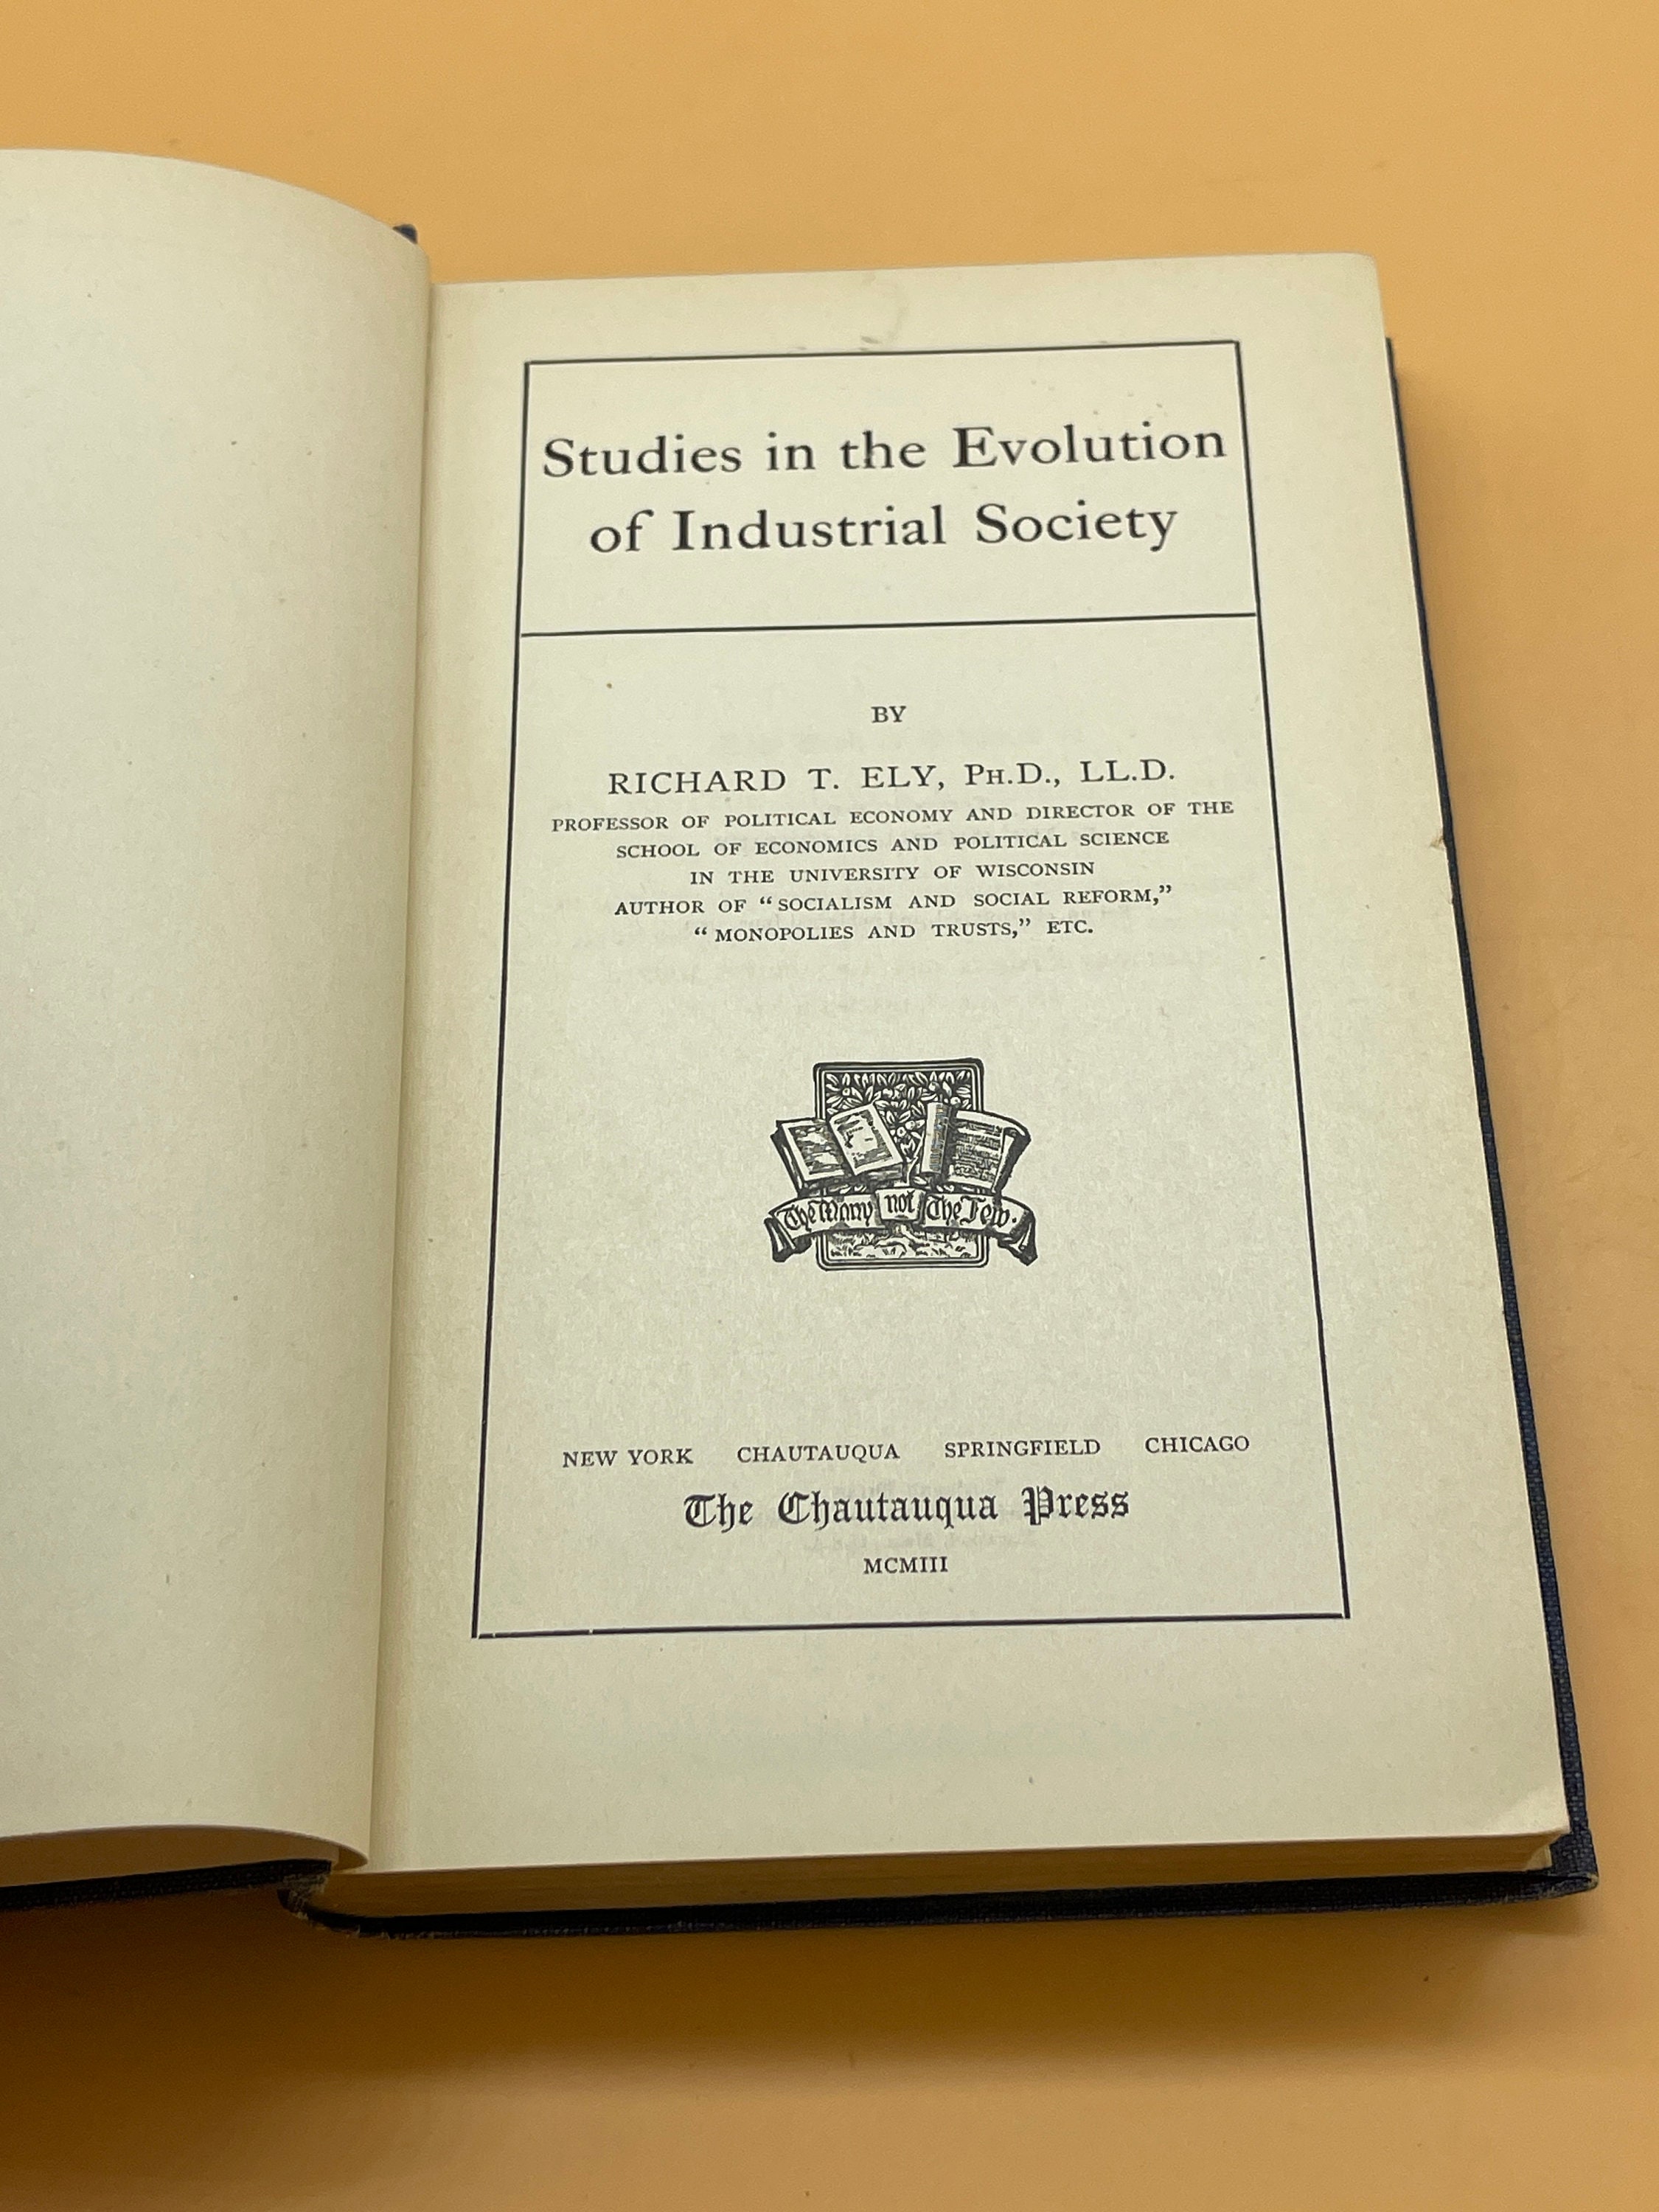 Studies in the Evolution
of Industrial Society
BY
RICHARD T. ELY, PH.D., LL.D.
PROFESSOR OF POLITICAL ECONOMY AND DIRECTOR OF THE
SCHOOL OF ECONOMICS AND POLITICAL SCIENCE
IN THE UNIVERSITY OF WISCONSIN
AUTHOR OF “SOCIALISM AND SOCIAL REFORM,”
“MONOPOLIES AND TRUSTS,” ETC.
The Many not The Few.
NEW YORK CHAUTAUQUA SPRINGFIELD CHICAGO
The Chautauqua Press
MCMIII